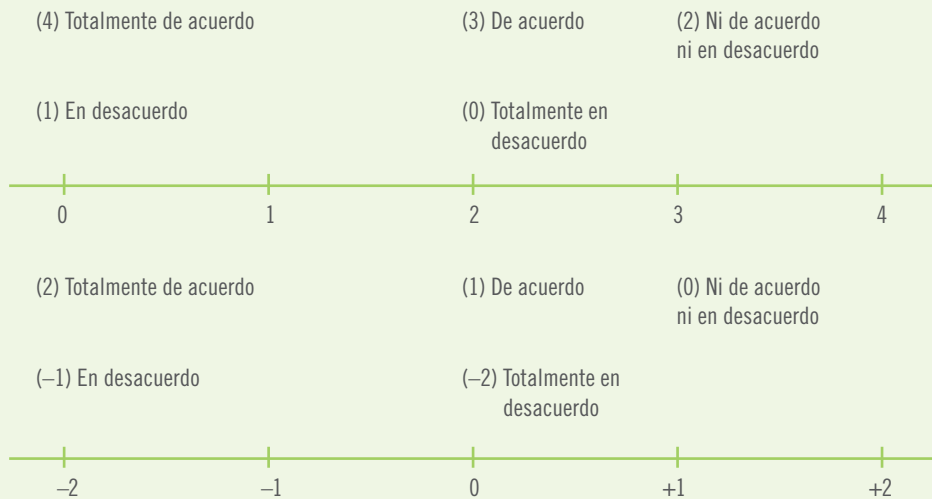 (4) Totalmente de acuerdo (3) De acuerdo (2) Ni de acuerdo
ni en desacuerdo
(1) En desacuerdo (0) Totalmente en
desacuerdo
0 1 2 3 4
(2) Totalmente de acuerdo (1) De acuerdo (0) Ni de acuerdo
ni en desacuerdo
(–1) En desacuerdo (–2) Totalmente en
desacuerdo
–2 –1 0 +1 +2